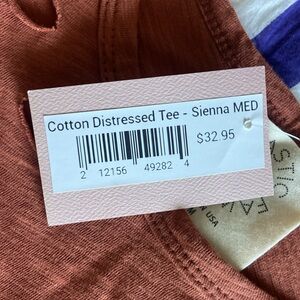 Cotton Distressed Tee - Sienna MED
$32.95
2 12156 49282 4
USA